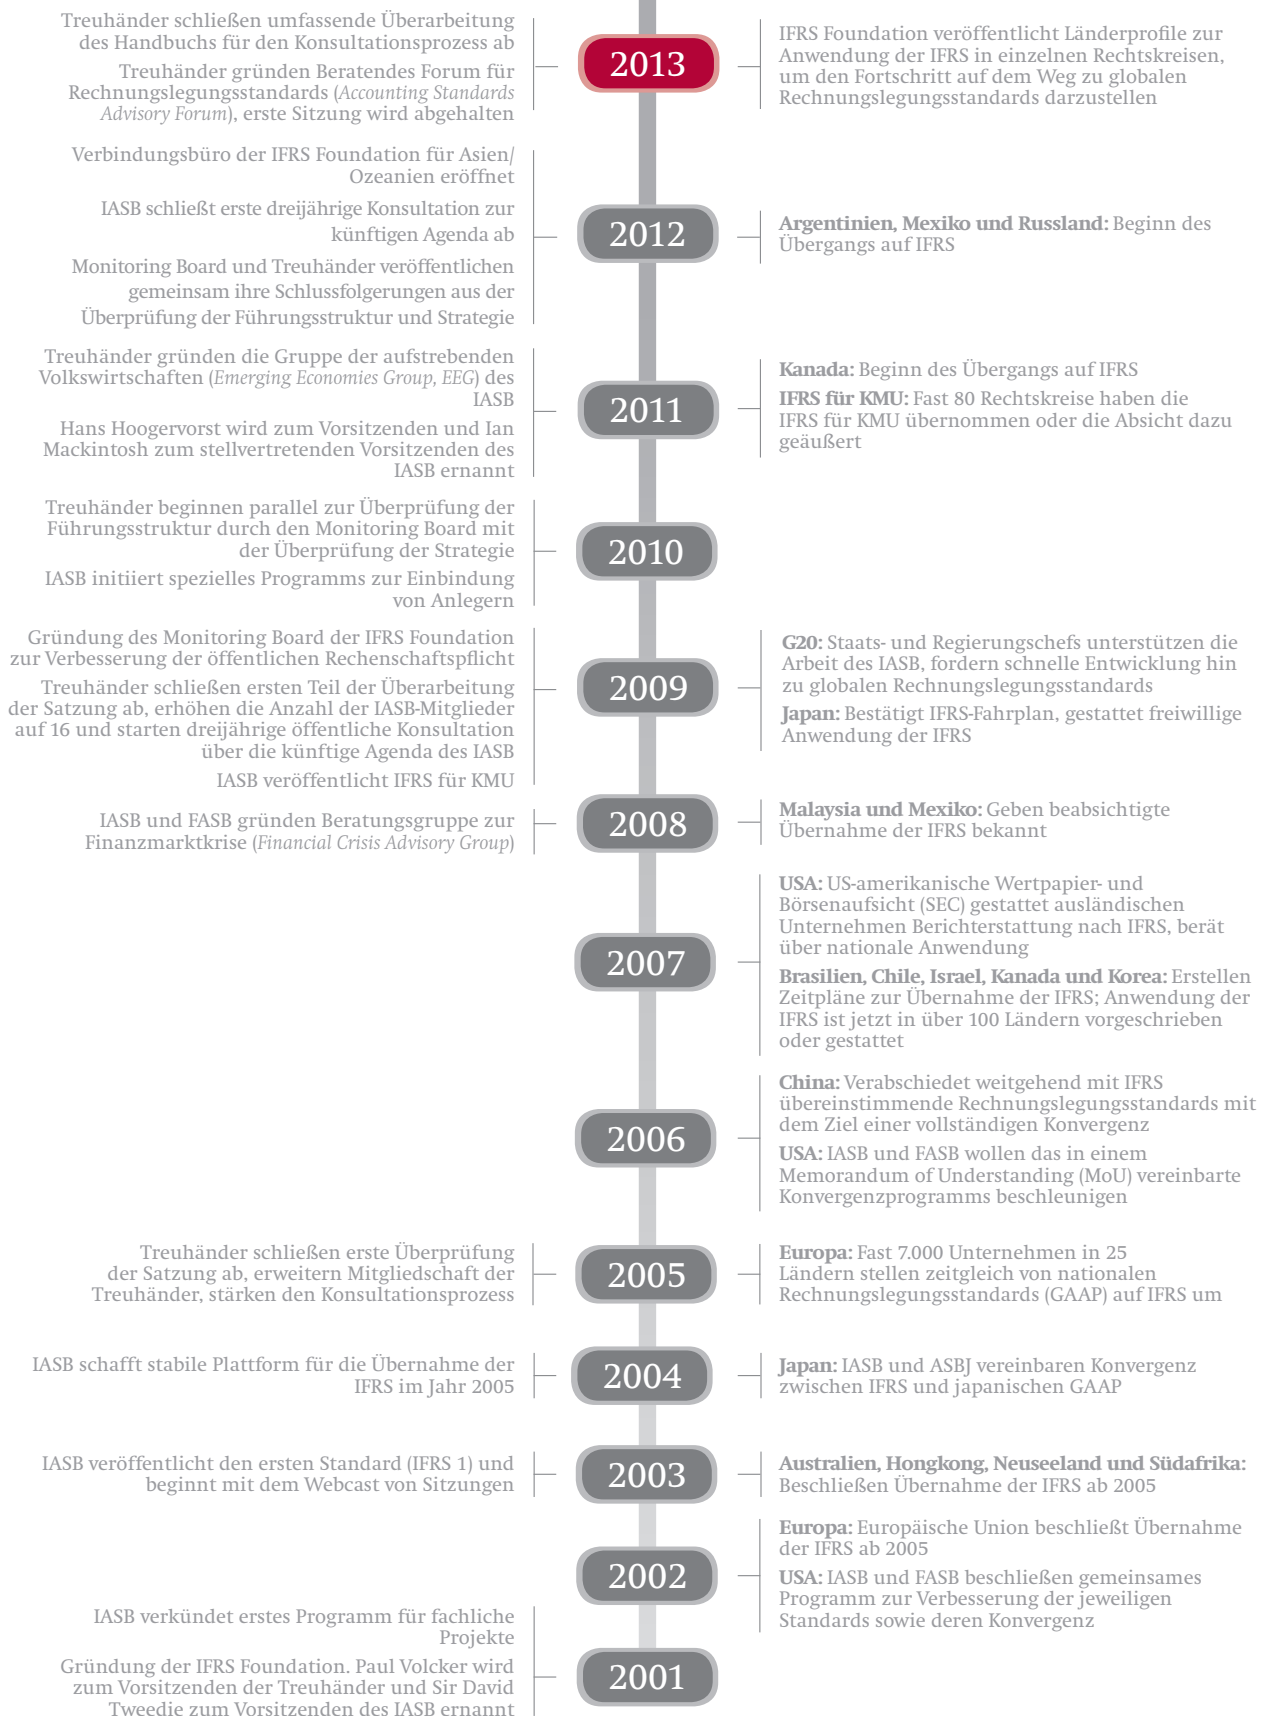 Treuhänder schließen umfassende Überarbeitung
des Handbuchs für den Konsultationsprozess ab
Treuhänder gründen Beratendes Forum für
Rechnungslegungsstandards (Accounting Standards
Advisory Forum), erste Sitzung wird abgehalten
2013
IFRS Foundation veröffentlicht Länderprofile zur
Anwendung der IFRS in einzelnen Rechtskreisen,
um den Fortschritt auf dem Weg zu globalen
Rechnungslegungsstandards darzustellen
Verbindungsbüro der IFRS Foundation für Asien/
Ozeanien eröffnet
IASB schließt erste dreijährige Konsultation zur
künftigen Agenda ab
Monitoring Board und Treuhänder veröffentlichen
gemeinsam ihre Schlussfolgerungen aus der
Überprüfung der Führungsstruktur und Strategie
2012
Argentinien, Mexiko und Russland: Beginn des
Übergangs auf IFRS
Treuhänder gründen die Gruppe der aufstrebenden
Volkswirtschaften (Emerging Economies Group, EEG) des
IASB
Hans Hoogervorst wird zum Vorsitzenden und Ian
Mackintosh zum stellvertretenden Vorsitzenden des
IASB ernannt
2011
Kanada: Beginn des Übergangs auf IFRS
IFRS für KMU: Fast 80 Rechtskreise haben die
IFRS für KMU übernommen oder die Absicht dazu
geäußert
Treuhänder beginnen parallel zur Überprüfung der
Führungsstruktur durch den Monitoring Board mit
der Überprüfung der Strategie
IASB initiiert spezielles Programms zur Einbindung
von Anlegern
2010
Gründung des Monitoring Board der IFRS Foundation
zur Verbesserung der öffentlichen Rechenschaftspflicht
Treuhänder schließen ersten Teil der Überarbeitung
der Satzung ab, erhöhen die Anzahl der IASB-Mitglieder
auf 16 und starten dreijährige öffentliche Konsultation
über die künftige Agenda des IASB
IASB veröffentlicht IFRS für KMU
2009
G20: Staats- und Regierungschefs unterstützen die
Arbeit des IASB, fordern schnelle Entwicklung hin
zu globalen Rechnungslegungsstandards
Japan: Bestätigt IFRS-Fahrplan, gestattet freiwillige
Anwendung der IFRS
IASB und FASB gründen Beratungsgruppe zur
Finanzmarktkrise (Financial Crisis Advisory Group)
2008
Malaysia und Mexiko: Geben beabsichtigte
Übernahme der IFRS bekannt
2007
USA: US-amerikanische Wertpapier- und
Börsenaufsicht (SEC) gestattet ausländischen
Unternehmen Berichterstattung nach IFRS, berät
über nationale Anwendung
Brasilien, Chile, Israel, Kanada und Korea: Erstellen
Zeitpläne zur Übernahme der IFRS; Anwendung der
IFRS ist jetzt in über 100 Ländern vorgeschrieben
oder gestattet
2006
China: Verabschiedet weitgehend mit IFRS
übereinstimmende Rechnungslegungsstandards mit
dem Ziel einer vollständigen Konvergenz
USA: IASB und FASB wollen das in einem
Memorandum of Understanding (MoU) vereinbarte
Konvergenzprogramms beschleunigen
Treuhänder schließen erste Überprüfung
der Satzung ab, erweitern Mitgliedschaft der
Treuhänder, stärken den Konsultationsprozess
2005
Europa: Fast 7.000 Unternehmen in 25
Ländern stellen zeitgleich von nationalen
Rechnungslegungsstandards (GAAP) auf IFRS um
IASB schafft stabile Plattform für die Übernahme der
IFRS im Jahr 2005
2004
Japan: IASB und ASBJ vereinbaren Konvergenz
zwischen IFRS und japanischen GAAP
IASB veröffentlicht den ersten Standard (IFRS 1) und
beginnt mit dem Webcast von Sitzungen
2003
Australien, Hongkong, Neuseeland und Südafrika:
Beschließen Übernahme der IFRS ab 2005
2002
Europa: Europäische Union beschließt Übernahme
der IFRS ab 2005
USA: IASB und FASB beschließen gemeinsames
Programm zur Verbesserung der jeweiligen
Standards sowie deren Konvergenz
IASB verkündet erstes Programm für fachliche
Projekte
Gründung der IFRS Foundation. Paul Volcker wird
zum Vorsitzenden der Treuhänder und Sir David
Tweedie zum Vorsitzenden des IASB ernannt
2001